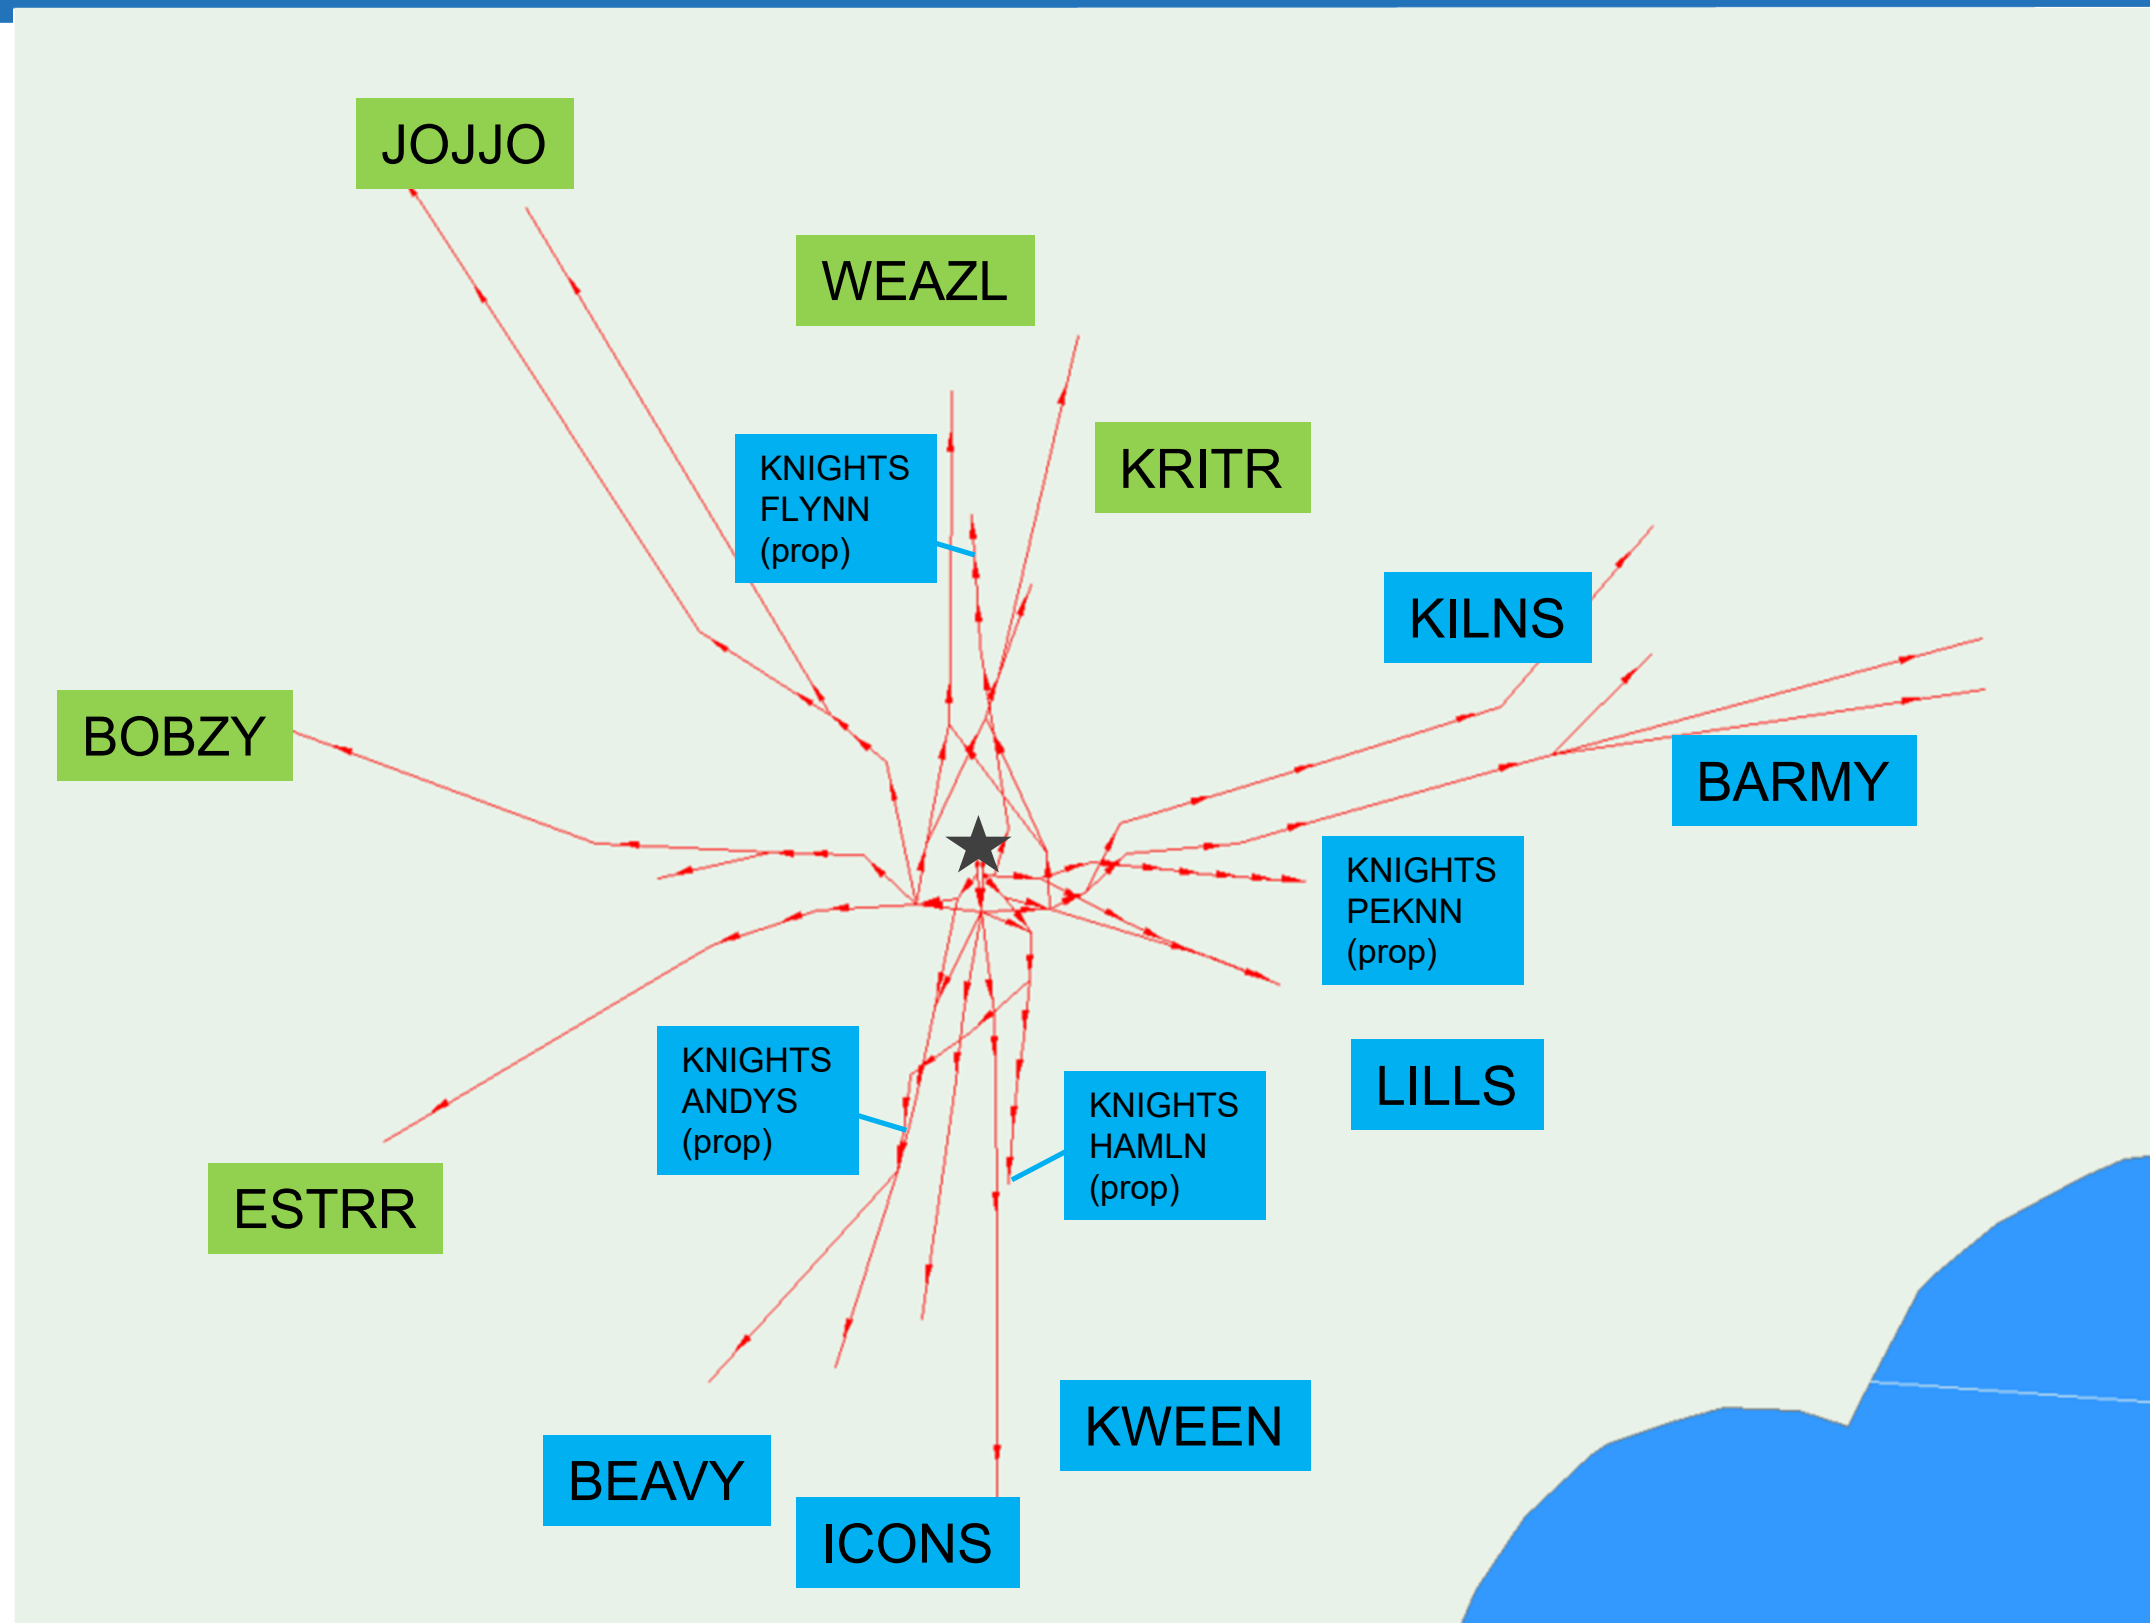 JOJJO
WEAZL
KRITR
KNIGHTS
FLYNN
(prop)
KILNS
BOBZY
BARMY
KNIGHTS
PEKNN
(prop)
KNIGHTS
ANDYS
(prop)
KNIGHTS
HAMLN
(prop)
LILLS
ESTRR
KWEEN
BEAVY
ICONS